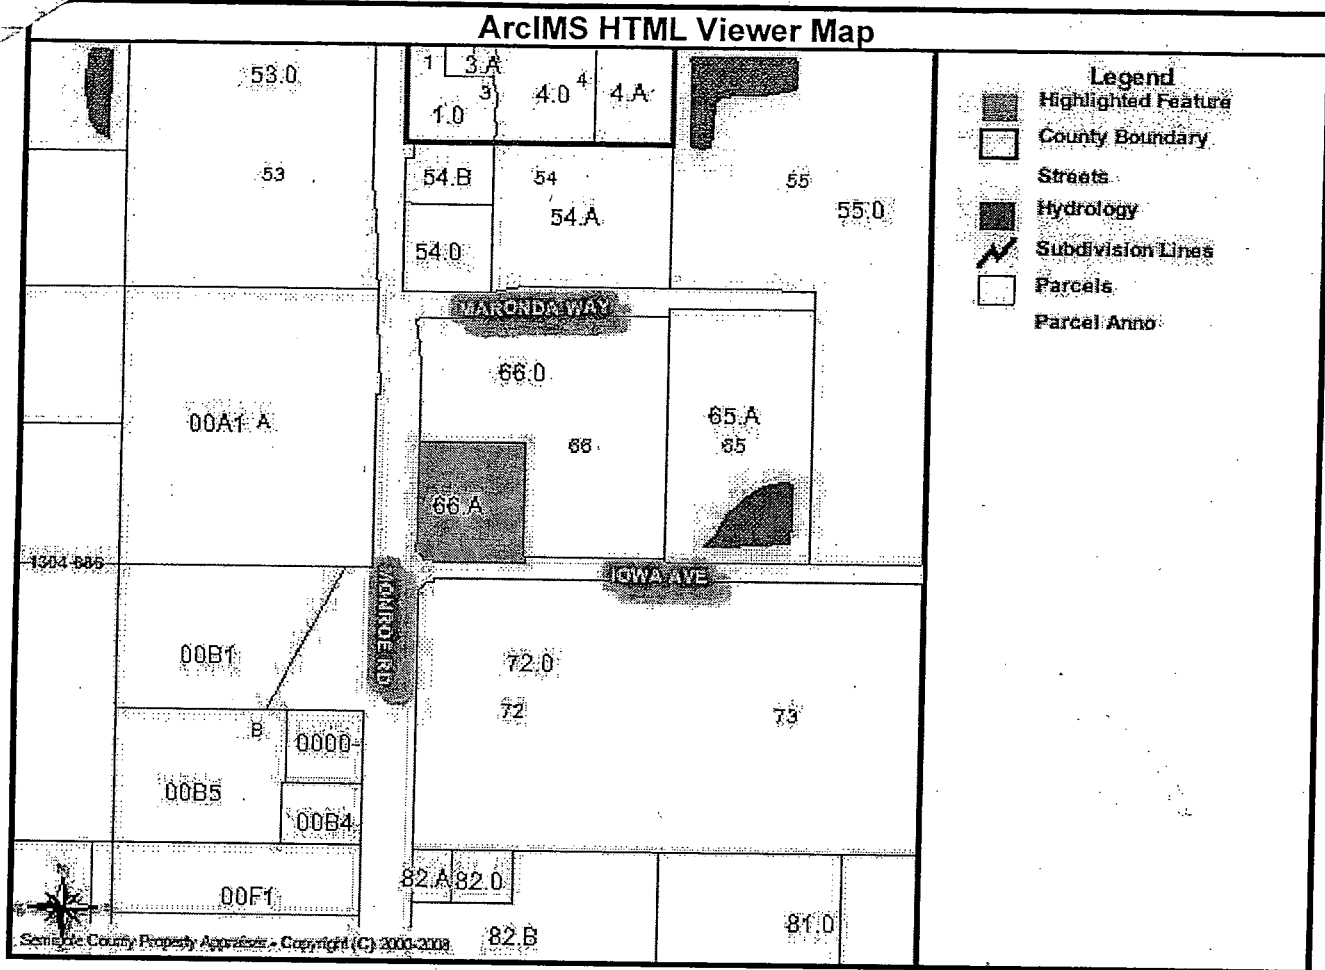 ArcIMS HTML Viewer Map
Legend
Highlighted Feature
County Boundary
Streets
Hydrology
Subdivision Lines
Parcels
Parcel Anno
53.0
53
1
3.A
3
1.0
4
4.0
4.A
54.B
54
54.A
54.0
55
55.0
MARONDA WAY
66.0
66
66.A
65.A
65
00A1 A
1304-665
IOWA AVE
MONROE RD
00B1
72.0
72
73
B
0000-
00B5
00B4
00F1
82.A
82.0
82.B
81.0
N
Seminole County Property Appraiser - Copyright (C) 2000-2008